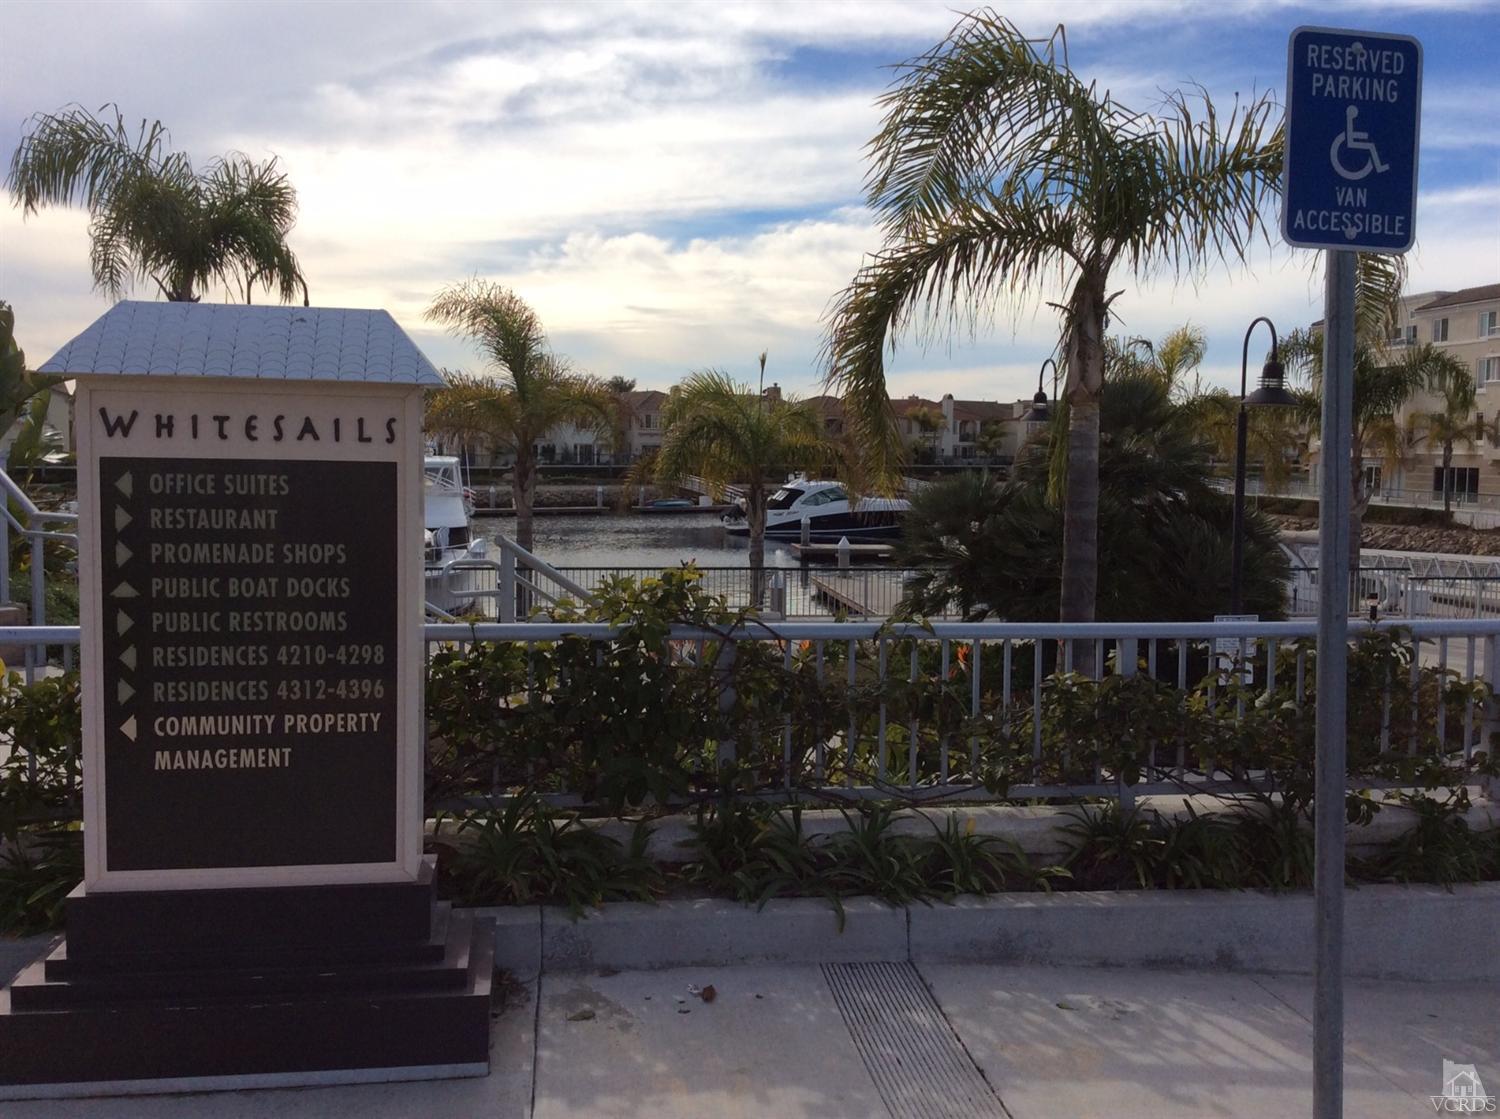 WHITESAILS
OFFICE SUITES
RESTAURANT
PROMENADE SHOPS
PUBLIC BOAT DOCKS
PUBLIC RESTROOMS
RESIDENCES 4210-4298
RESIDENCES 4312-4396
COMMUNITY PROPERTY
MANAGEMENT
RESERVED
PARKING
VAN
ACCESSIBLE
VCRDS